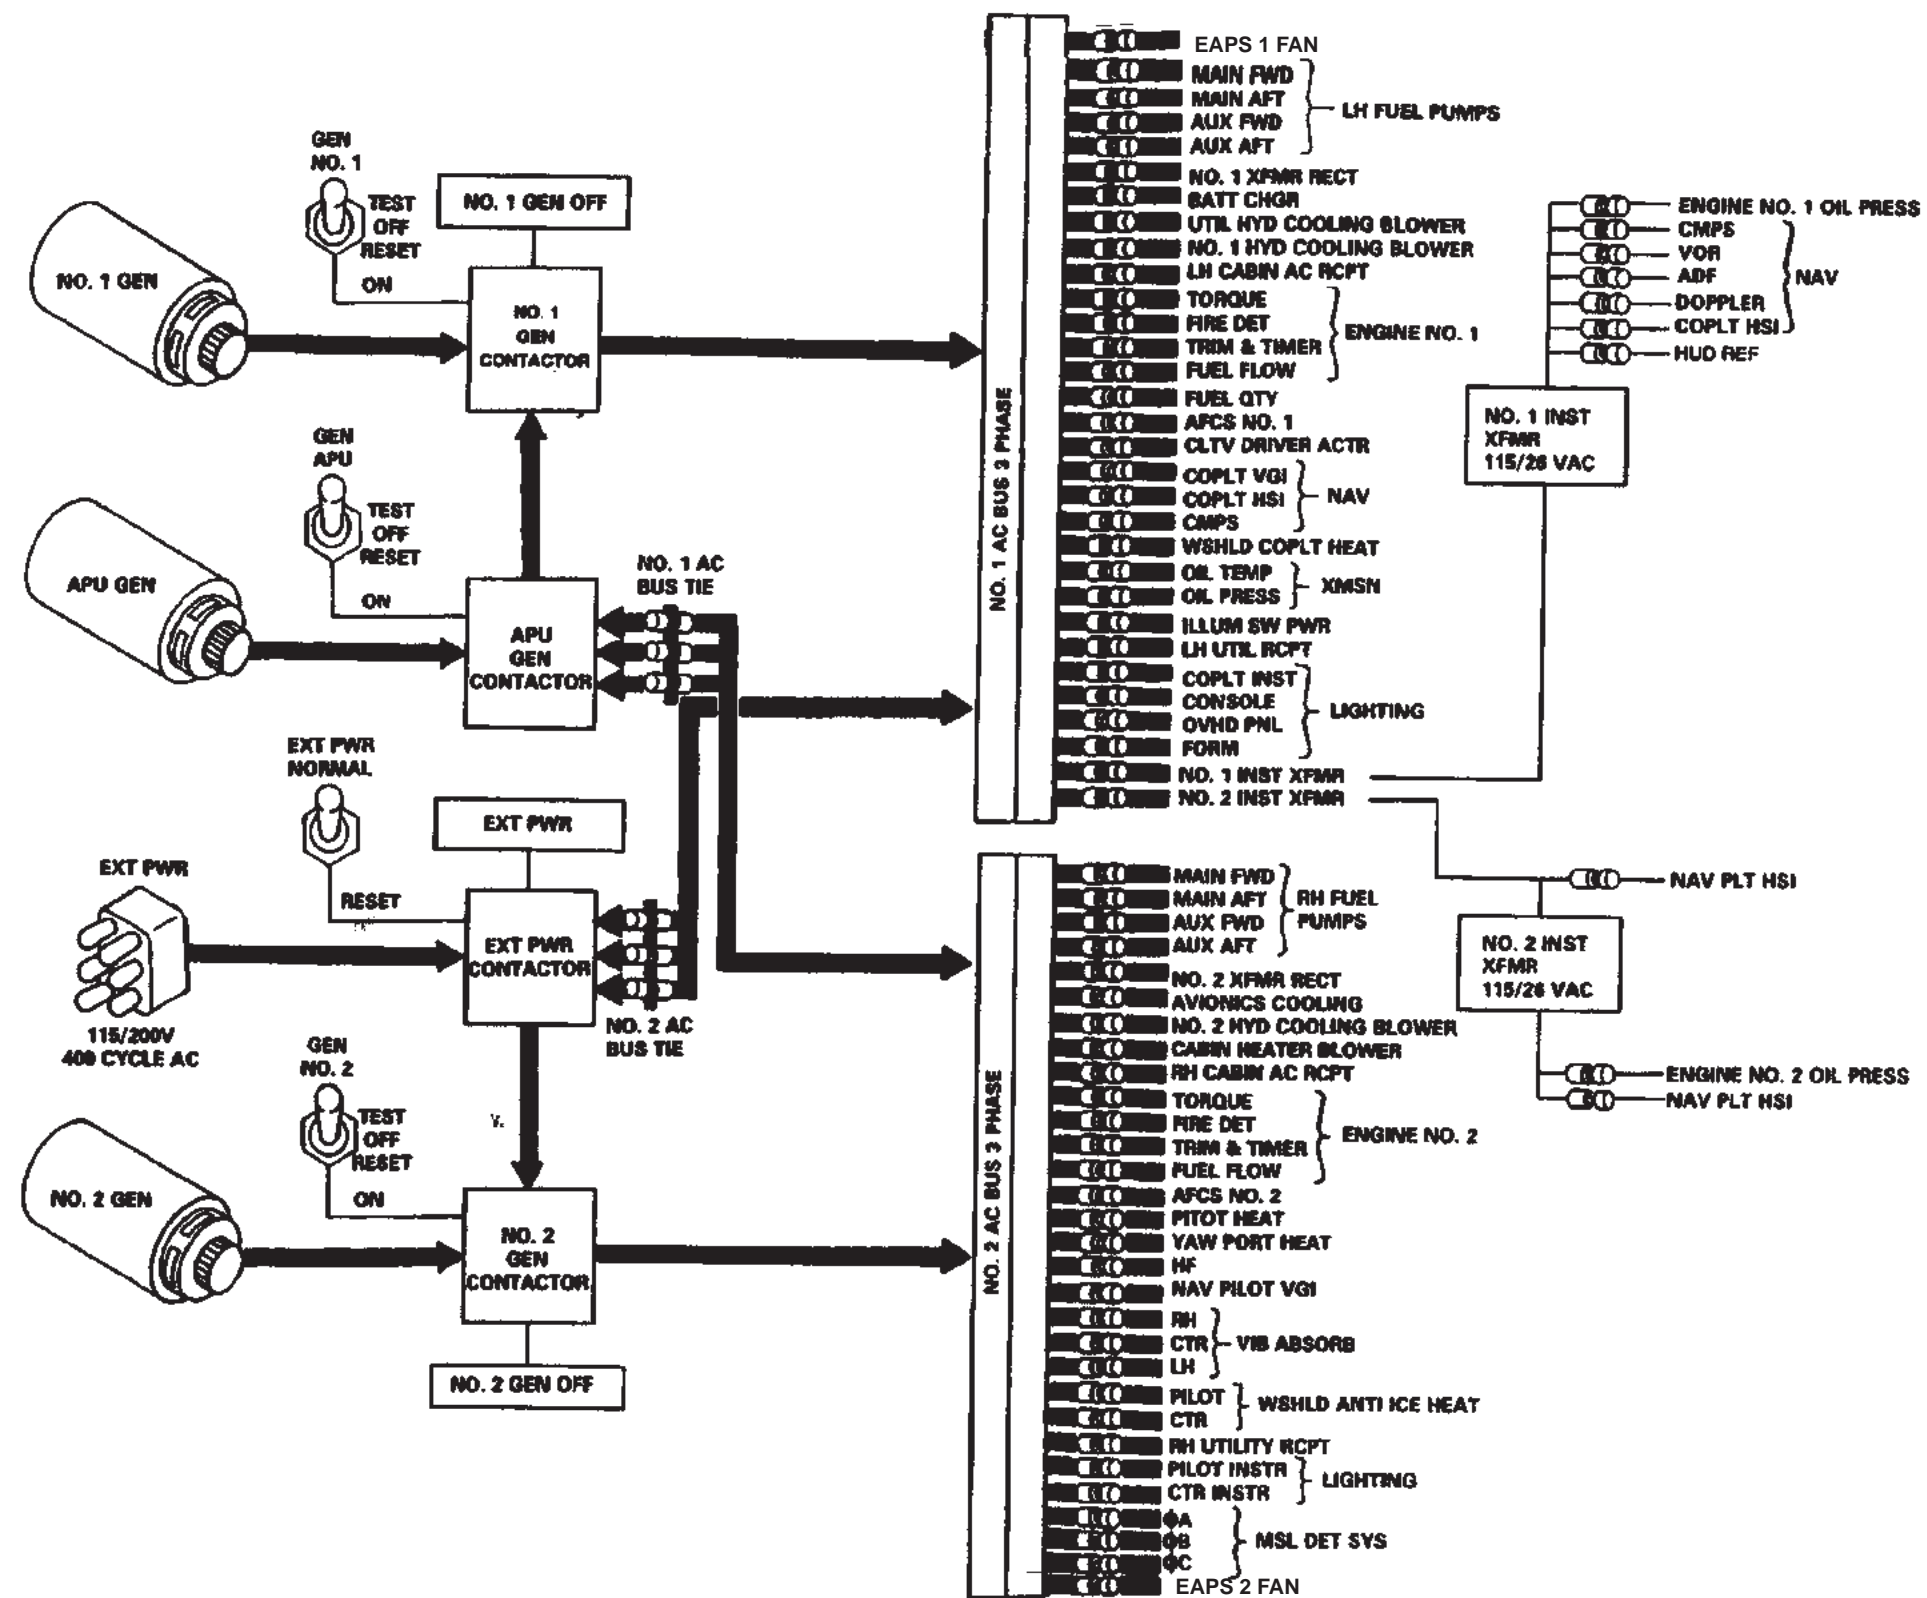 GEN
NO. 1
TEST
OFF
RESET
ON
NO. 1 GEN OFF
NO. 1 GEN
NO. 1
GEN
CONTACTOR
GEN
APU
TEST
OFF
RESET
ON
APU GEN
APU
GEN
CONTACTOR
NO. 1 AC
BUS TIE
EXT PWR
NORMAL
RESET
EXT PWR
EXT PWR
115/200V
400 CYCLE AC
EXT PWR
CONTACTOR
NO. 2 AC
BUS TIE
GEN
NO. 2
TEST
OFF
RESET
ON
NO. 2 GEN
NO. 2
GEN
CONTACTOR
NO. 2 GEN OFF
NO. 1 AC BUS 3 PHASE
EAPS 1 FAN
MAIN FWD
MAIN AFT
AUX FWD
AUX AFT
LH FUEL PUMPS
NO. 1 XFMR RECT
BATT CHGR
UTIL HYD COOLING BLOWER
NO. 1 HYD COOLING BLOWER
LH CABIN AC RCPT
TORQUE
FIRE DET
TRIM & TIMER
FUEL FLOW
ENGINE NO. 1
FUEL QTY
AFCS NO. 1
CLTV DRIVER ACTR
COPLT VGI
COPLT HSI
CMPS
NAV
WSHLD COPLT HEAT
OIL TEMP
OIL PRESS
XMSN
ILLUM SW PWR
LH UTIL RCPT
COPLT INST
CONSOLE
OVHD PNL
FORM
LIGHTING
NO. 1 INST XFMR
NO. 2 INST XFMR
ENGINE NO. 1 OIL PRESS
CMPS
VOR
ADF
DOPPLER
COPLT HSI
NAV
HUD REF
NO. 1 INST
XFMR
115/26 VAC
NO. 2 AC BUS 3 PHASE
MAIN FWD
MAIN AFT
AUX FWD
AUX AFT
RH FUEL
PUMPS
NO. 2 XFMR RECT
AVIONICS COOLING
NO. 2 HYD COOLING BLOWER
CABIN HEATER BLOWER
RH CABIN AC RCPT
TORQUE
FIRE DET
TRIM & TIMER
FUEL FLOW
ENGINE NO. 2
AFCS NO. 2
PITOT HEAT
YAW PORT HEAT
HF
NAV PILOT VGI
RH
CTR
LH
VIB ABSORB
PILOT
CTR
WSHLD ANTI ICE HEAT
RH UTILITY RCPT
PILOT INSTR
CTR INSTR
LIGHTING
ΦA
ΦB
ΦC
MSL DET SYS
EAPS 2 FAN
NAV PLT HSI
NO. 2 INST
XFMR
115/26 VAC
ENGINE NO. 2 OIL PRESS
NAV PLT HSI